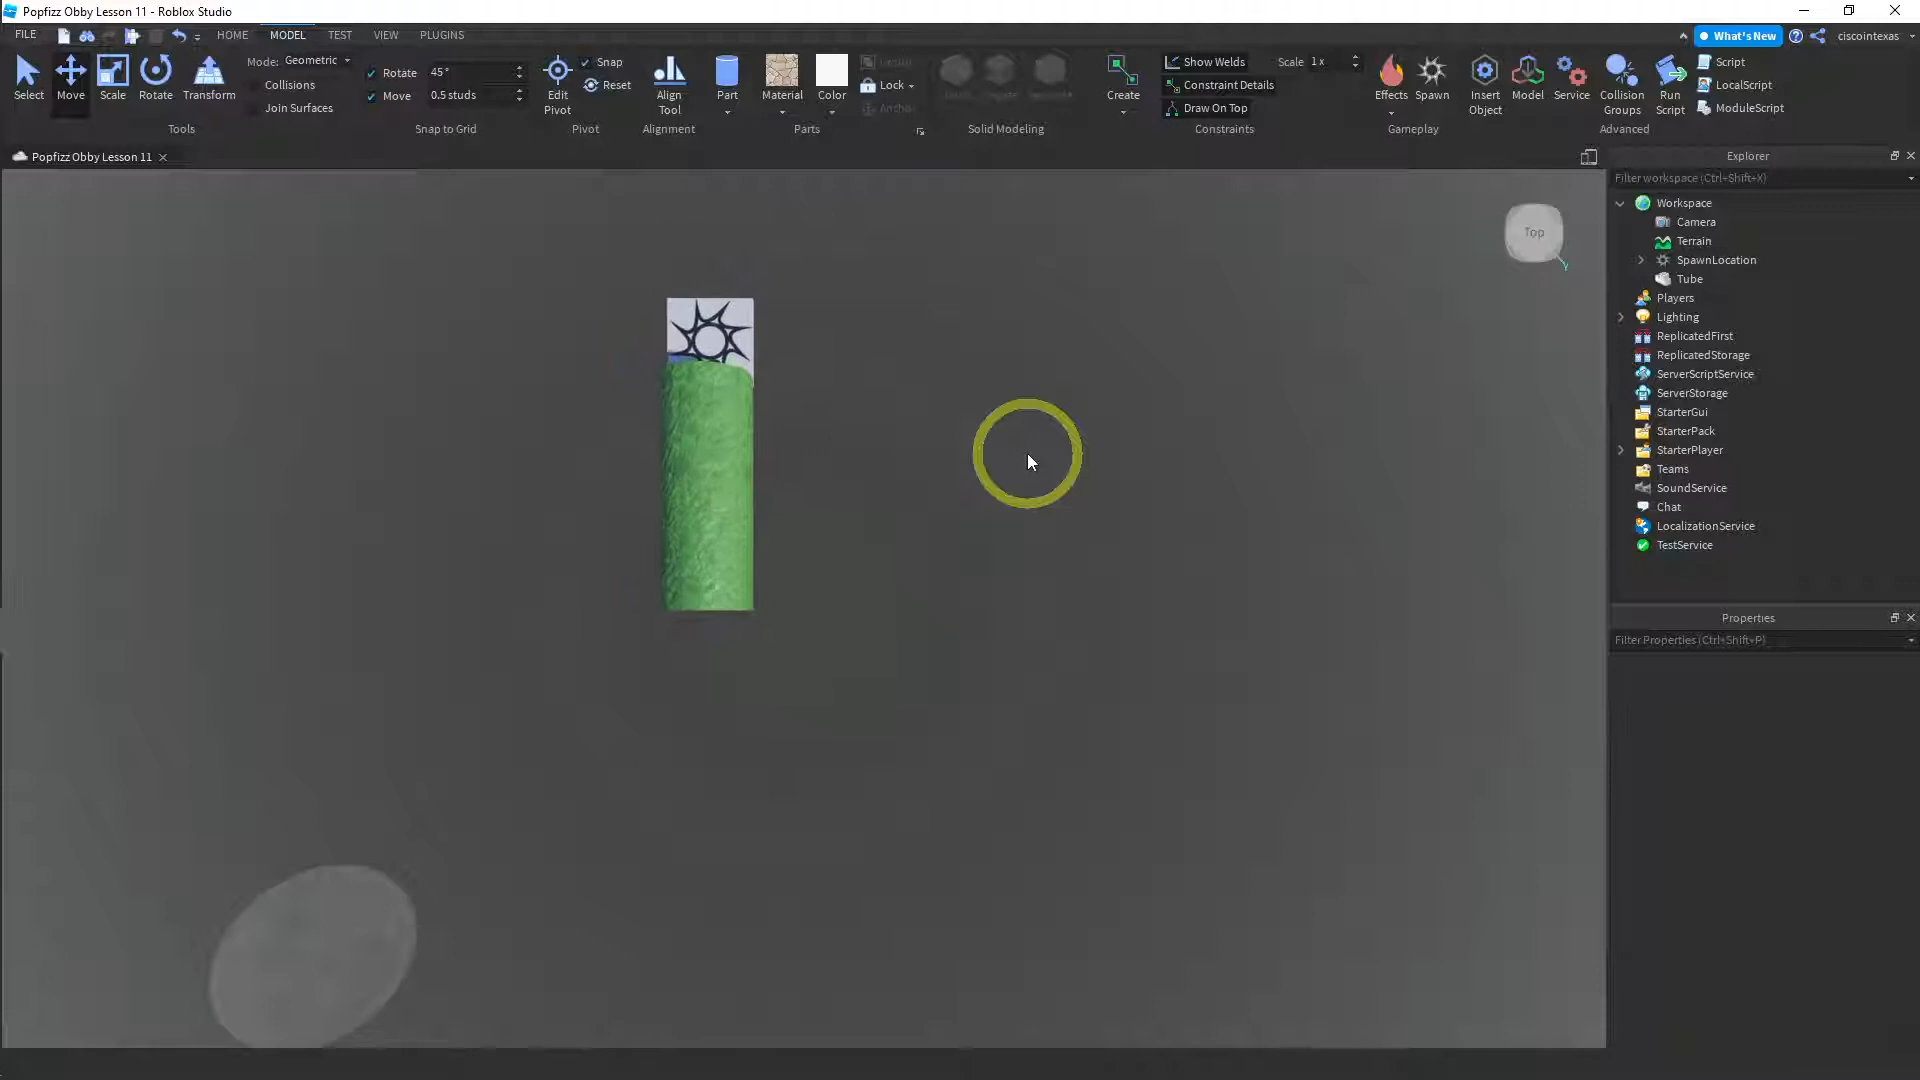 Popfizz Obby Lesson 11 - Roblox Studio
FILE
HOME
MODEL
TEST
VIEW
PLUGINS
What's New
ciscointexas
Select
Move
Scale
Rotate
Transform
Mode: Geometric
Collisions
Join Surfaces
Tools
Rotate 45°
Move 0.5 studs
Snap to Grid
Edit
Pivot
Snap
Reset
Pivot
Align
Tool
Alignment
Part
Material
Color
Lock
Parts
Solid Modeling
Create
Show Welds
Constraint Details
Draw On Top
Scale 1 x
Constraints
Effects
Spawn
Gameplay
Insert
Object
Model
Service
Collision
Groups
Run
Script
Script
LocalScript
ModuleScript
Advanced
Popfizz Obby Lesson 11
Top
Y
Explorer
Filter workspace (Ctrl+Shift+X)
Workspace
Camera
Terrain
SpawnLocation
Tube
Players
Lighting
ReplicatedFirst
ReplicatedStorage
ServerScriptService
ServerStorage
StarterGui
StarterPack
StarterPlayer
Teams
SoundService
Chat
LocalizationService
TestService
Properties
Filter Properties (Ctrl+Shift+P)